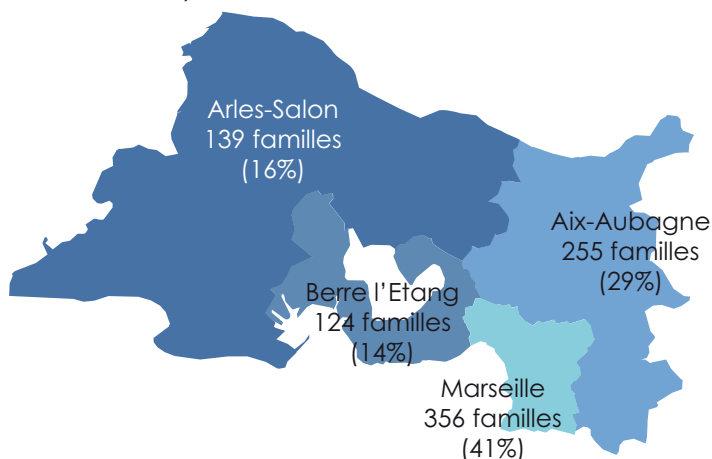 Arles-Salon
139 familles
(16%)
Aix-Aubagne
255 familles
(29%)
Berre l’Etang
124 familles
(14%)
Marseille
356 familles
(41%)